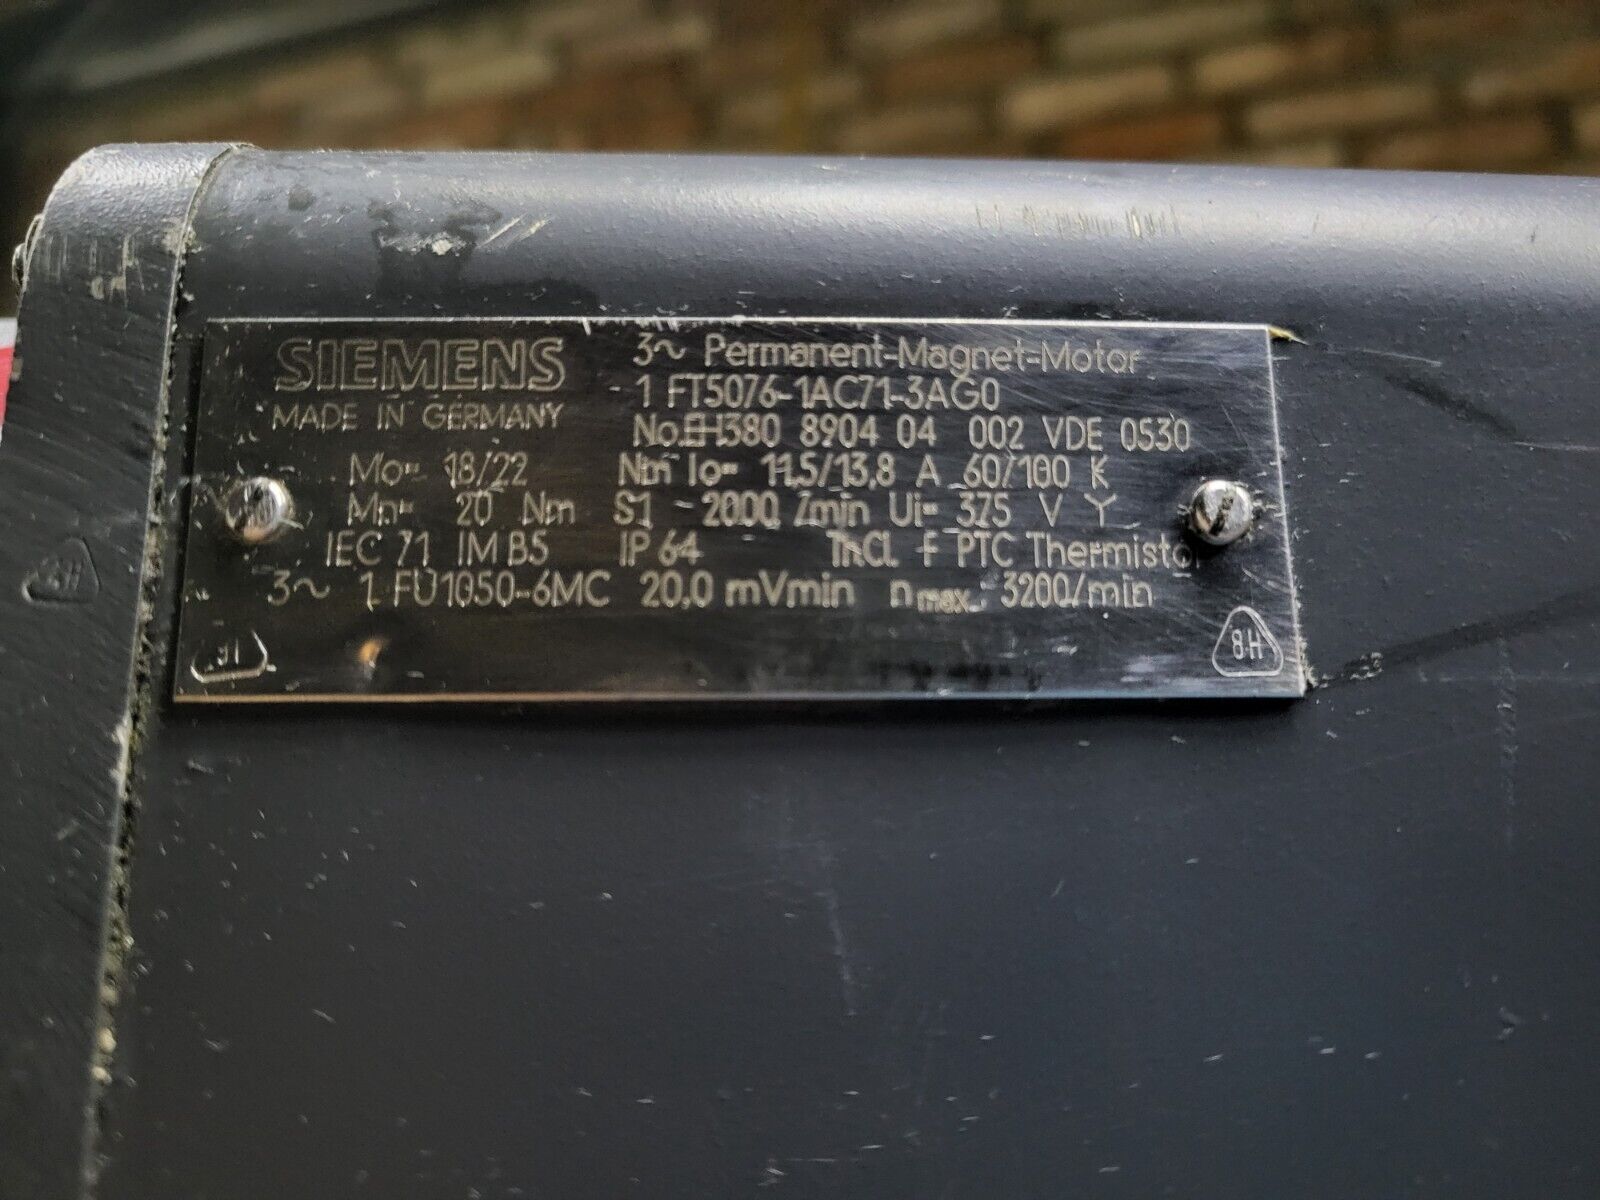 SIEMENS
MADE IN GERMANY
3~ Permanent-Magnet-Motor
1 FT5076-1AC71-3AG0
No.EH380 8904 04 002 VDE 0530
Mo= 18/22 Nm Io= 11,5/13,8 A 60/100 K
Mn= 20 Nm S1 2000 /min Ui= 375 V Y
IEC 71 IM B5 IP 64 Th.Cl. F PTC Thermistor
3~ 1 FU1050-6MC 20,0 mVmin nmax. 3200/min
H8